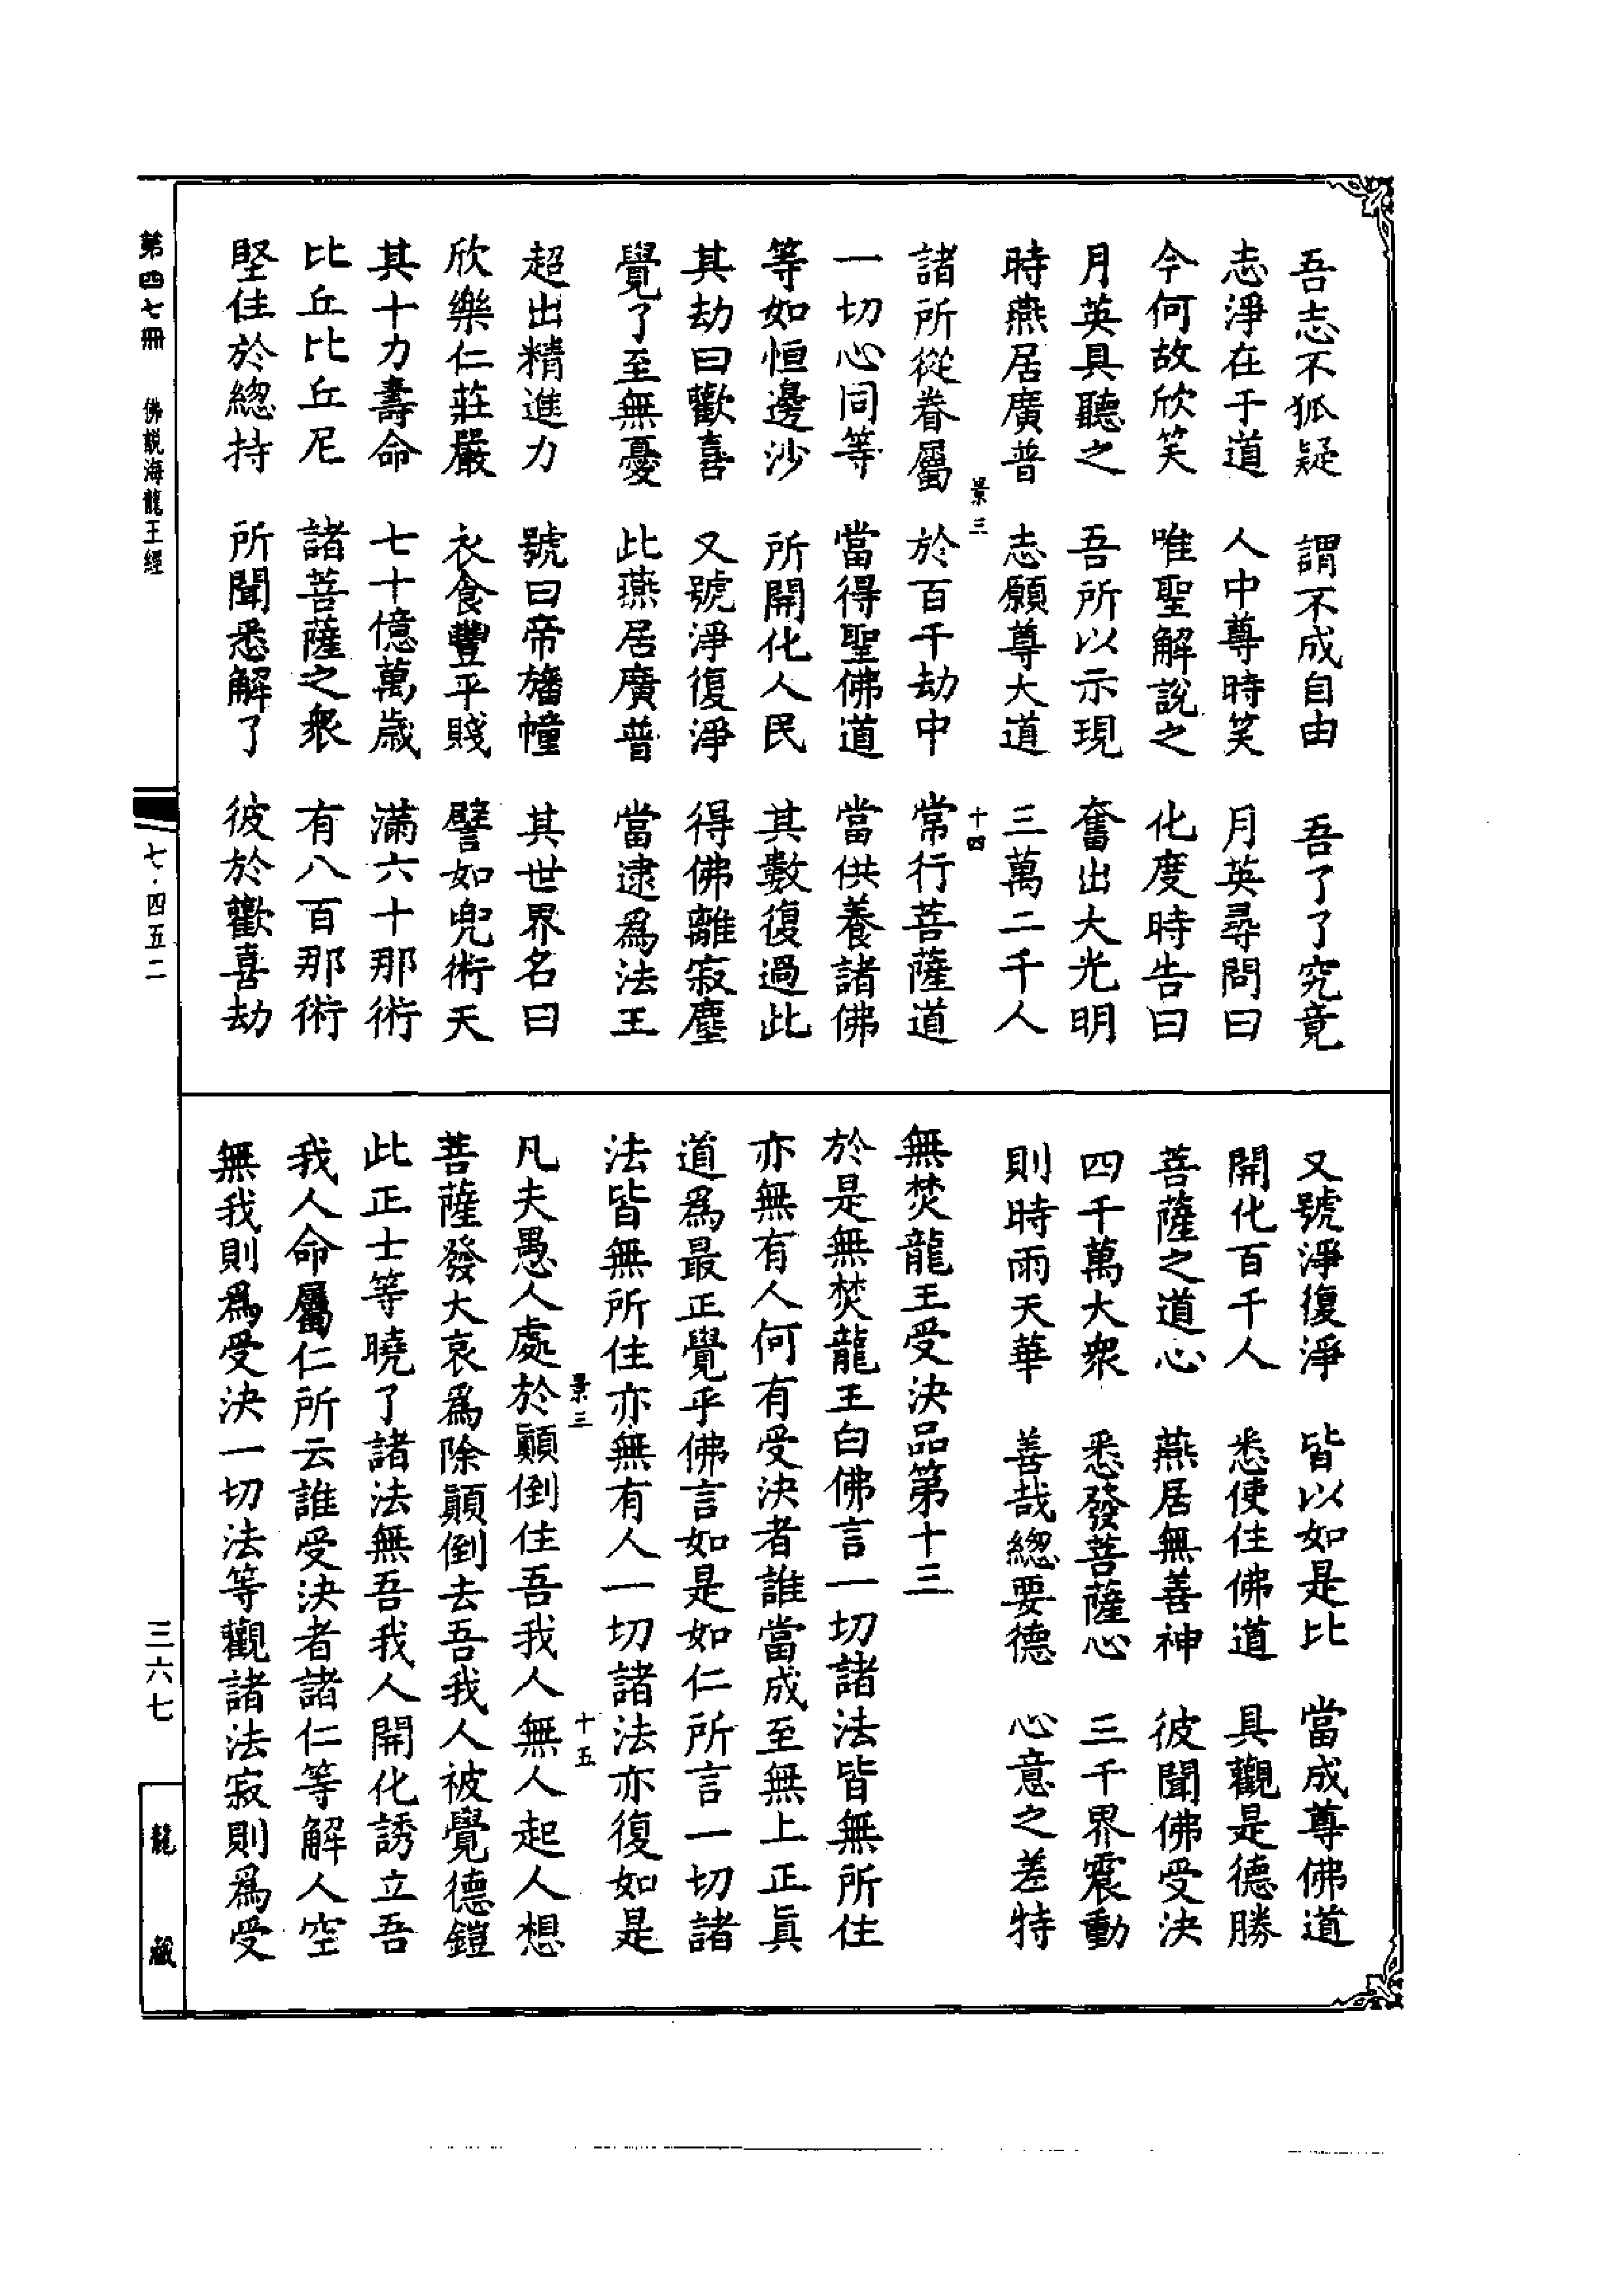 吾志不狐疑　謂不成自由　吾了了究竟
志淨在于道　人中尊時笑　月英尋問曰
今何故欣笑　唯聖解說之　化度時告曰
月英具聽之　吾所以示現　奮出大光明
時燕居廣普　志願尊大道　三萬二千人
景三　十四
諸所從眷屬　於百千劫中　常行菩薩道
一切心同等　當得聖佛道　當供養諸佛
等如恒邊沙　所開化人民　其數復過此
其劫曰歡喜　又號淨復淨　得佛離寂塵
覺了至無憂　此燕居廣普　當逮爲法王
超出精進力　號曰帝旛幢　其世界名曰
欣樂仁莊嚴　衣食豐平賤　譬如兜術天
其十力壽命　七十億萬歲　滿六十那術
比丘比丘尼　諸菩薩之衆　有八百那術
堅住於總持　所聞悉解了　彼於歡喜劫
又號淨復淨　皆以如是比　當成尊佛道
開化百千人　悉使住佛道　具觀是德勝
菩薩之道心　燕居無善神　彼聞佛受決
四千萬大衆　悉發菩薩心　三千界震動
則時雨天華　善哉總要德　心意之差特
無焚龍王受決品第十三
於是無焚龍王白佛言一切諸法皆無所住
亦無有人何有受決者誰當成至無上正眞
道爲最正覺乎佛言如是如仁所言一切諸
法皆無所住亦無有人一切諸法亦復如是
景三　十五
凡夫愚人處於顚倒住吾我人無人起人想
菩薩發大哀爲除顚倒去吾我人被覺德鎧
此正士等曉了諸法無吾我人開化誘立吾
我人命屬仁所云誰受決者諸仁等解人空
無我則爲受決一切法等觀諸法寂則爲受
第四七冊　佛說海龍王經
七·四五二
三六七
龍藏